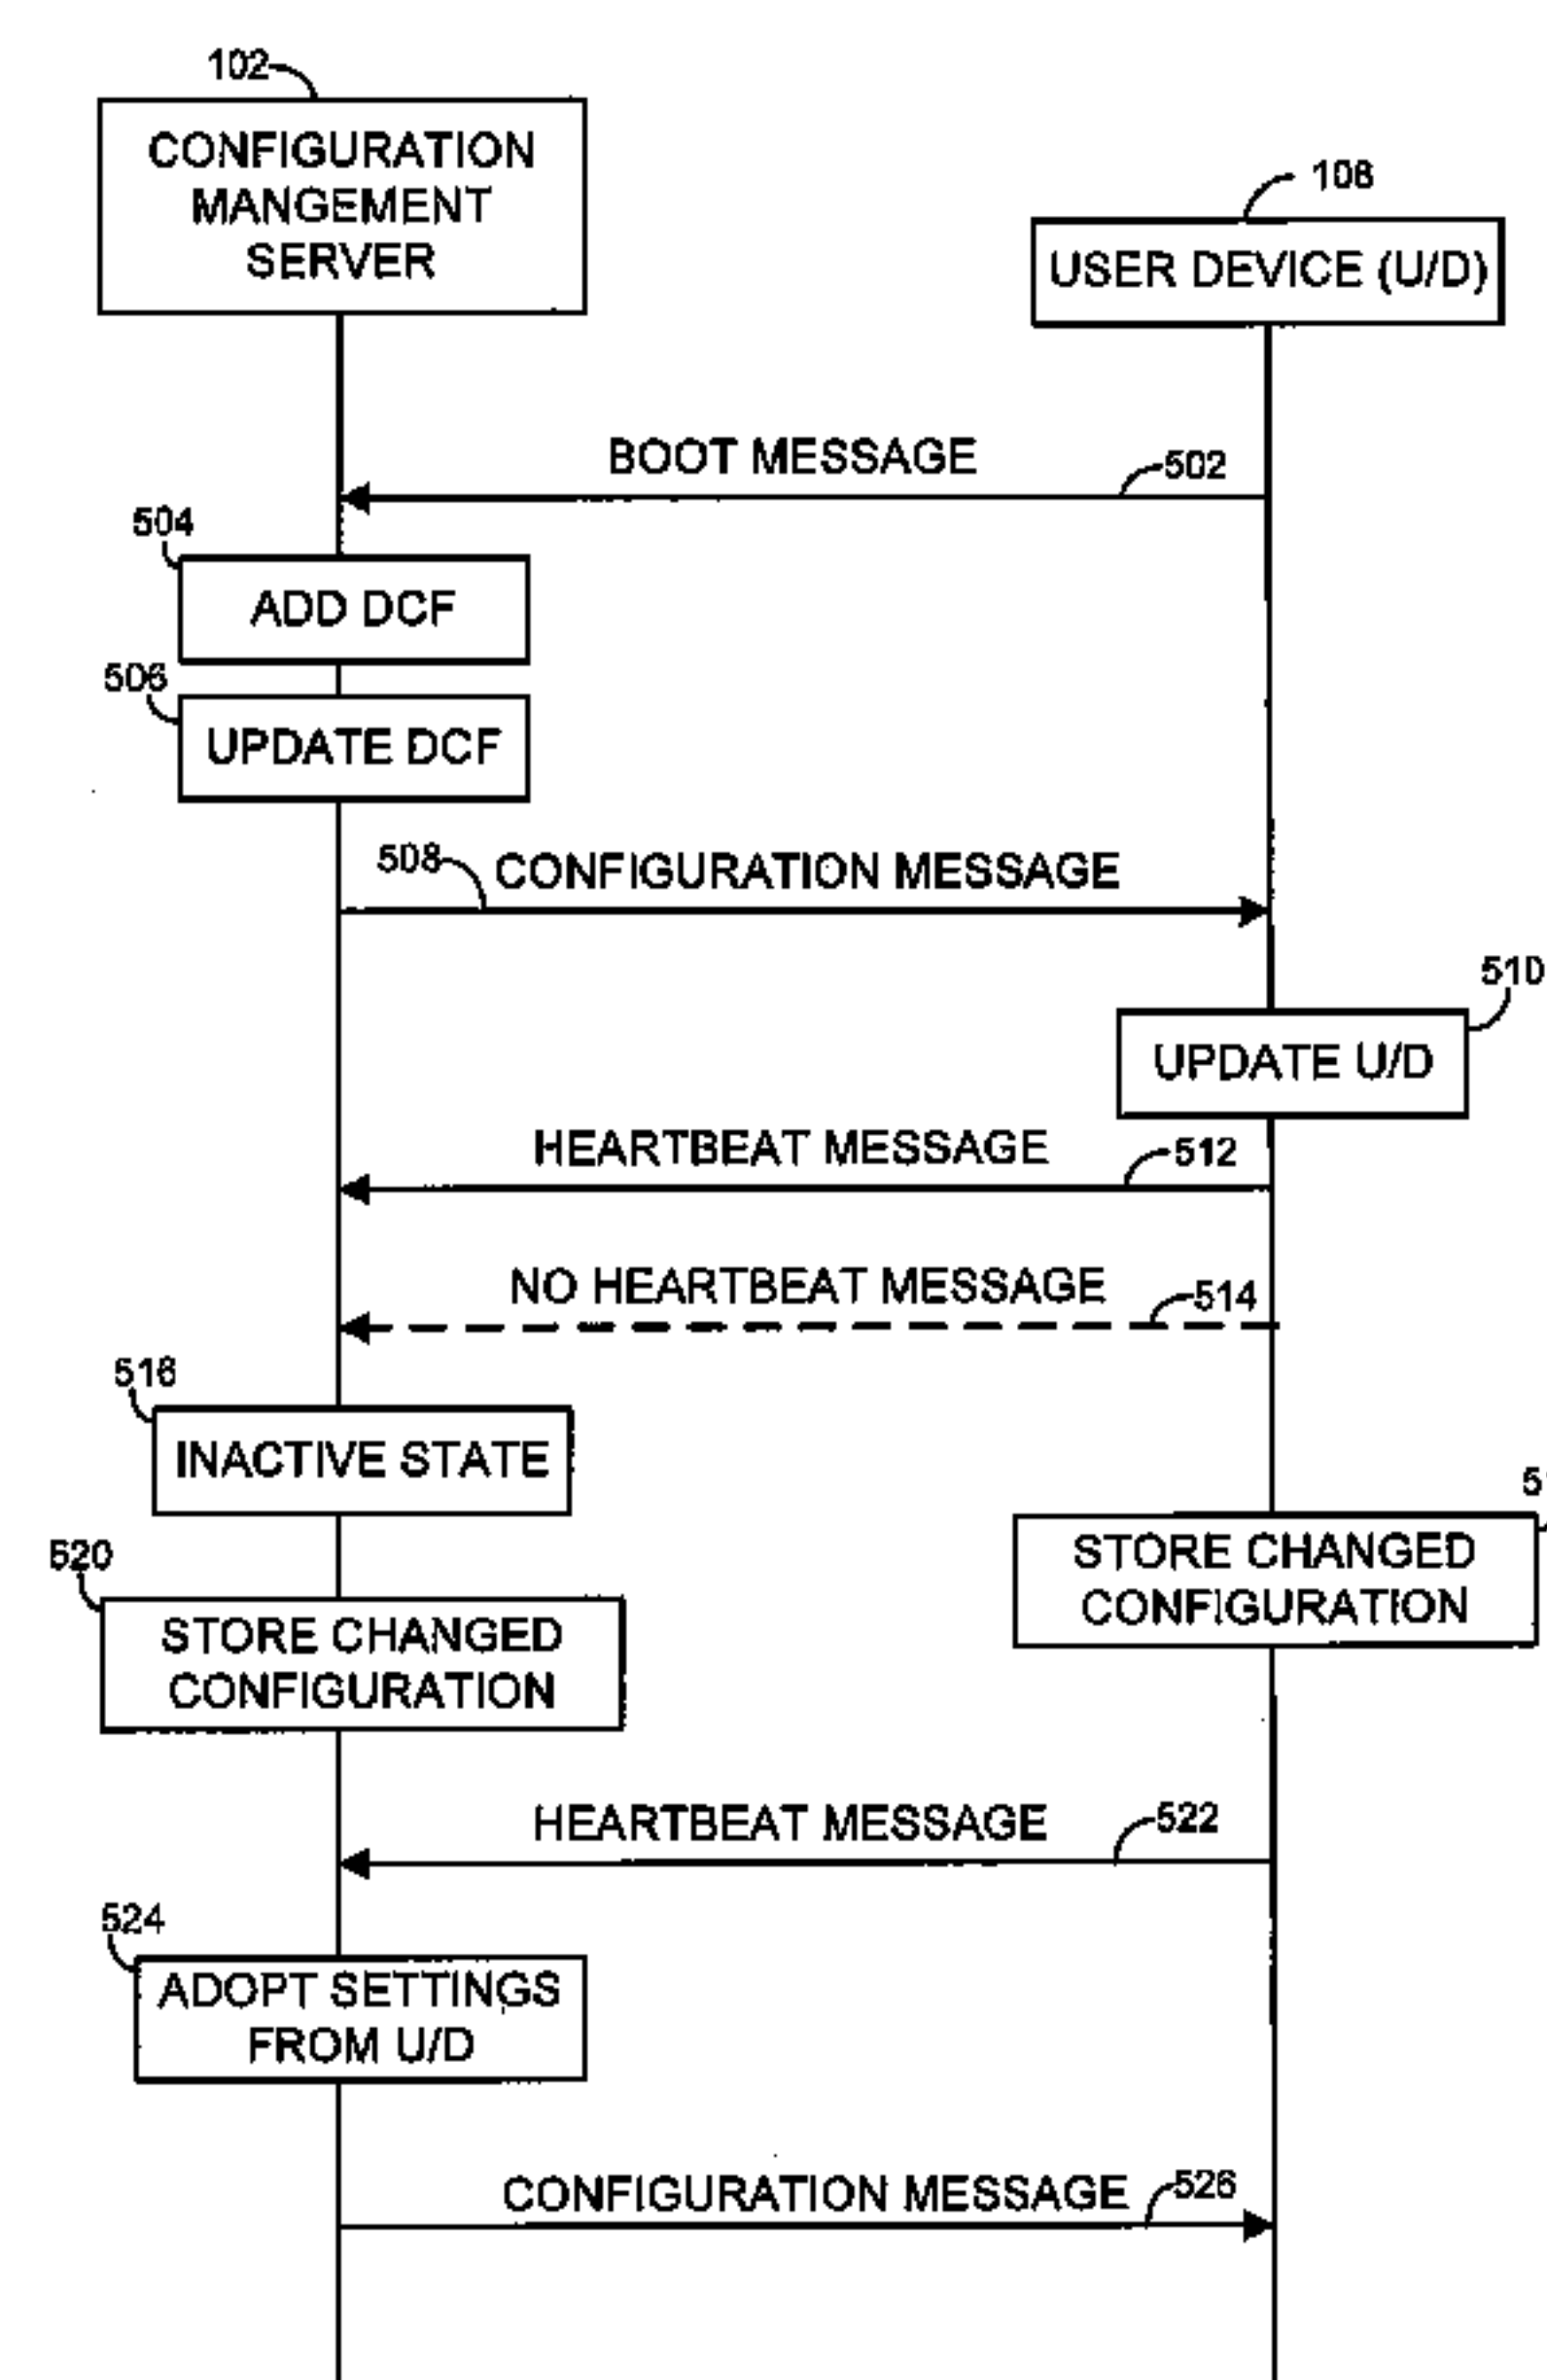 102
CONFIGURATION
MANGEMENT
SERVER
108
USER DEVICE (U/D)
BOOT MESSAGE
502
504
ADD DCF
506
UPDATE DCF
508
CONFIGURATION MESSAGE
510
UPDATE U/D
HEARTBEAT MESSAGE
512
NO HEARTBEAT MESSAGE
514
516
INACTIVE STATE
STORE CHANGED
CONFIGURATION
520
STORE CHANGED
CONFIGURATION
HEARTBEAT MESSAGE
522
524
ADOPT SETTINGS
FROM U/D
CONFIGURATION MESSAGE
526